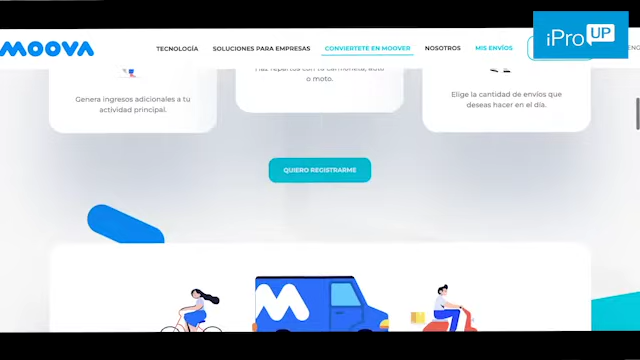 iPro UP
MOOVA
TECNOLOGÍA SOLUCIONES PARA EMPRESAS CONVIERTETE EN MOOVER NOSOTROS MIS ENVÍOS ENG
Haz repartos con tu camioneta, auto
o moto.
Genera ingresos adicionales a tu
actividad principal.
Elige la cantidad de envíos que
deseas hacer en el día.
QUIERO REGISTRARME